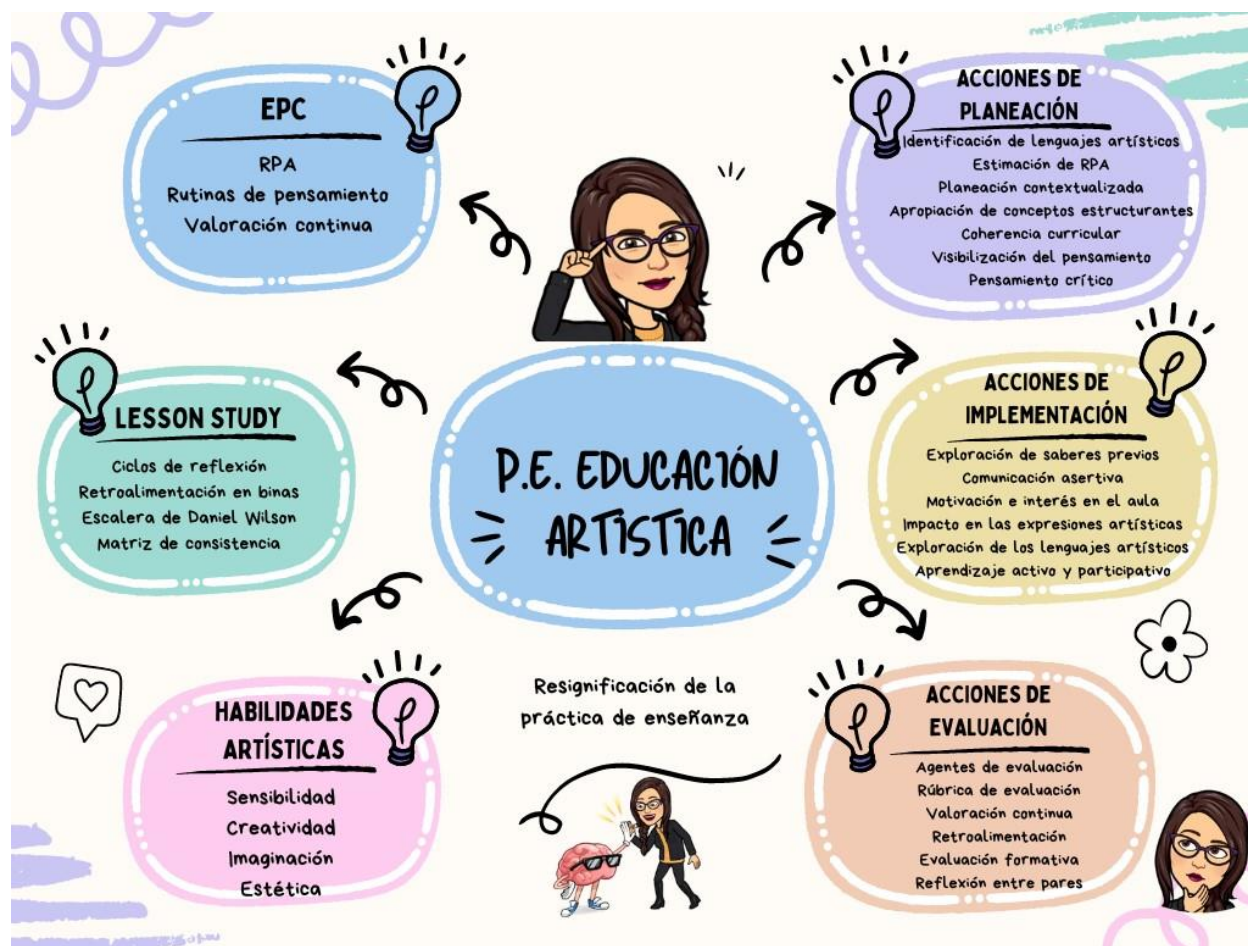 EPC
RPA
Rutinas de pensamiento
Valoración continua
ACCIONES DE
PLANEACIÓN
Identificación de lenguajes artísticos
Estimación de RPA
Planeación contextualizada
Apropiación de conceptos estructurantes
Coherencia curricular
Visibilización del pensamiento
Pensamiento crítico
LESSON STUDY
Ciclos de reflexión
Retroalimentación en binas
Escalera de Daniel Wilson
Matriz de consistencia
P.E. EDUCACIÓN
ARTÍSTICA
ACCIONES DE
IMPLEMENTACIÓN
Exploración de saberes previos
Comunicación asertiva
Motivación e interés en el aula
Impacto en las expresiones artísticas
Exploración de los lenguajes artísticos
Aprendizaje activo y participativo
HABILIDADES
ARTÍSTICAS
Sensibilidad
Creatividad
Imaginación
Estética
Resignificación de la
práctica de enseñanza
ACCIONES DE
EVALUACIÓN
Agentes de evaluación
Rúbrica de evaluación
Valoración continua
Retroalimentación
Evaluación formativa
Reflexión entre pares